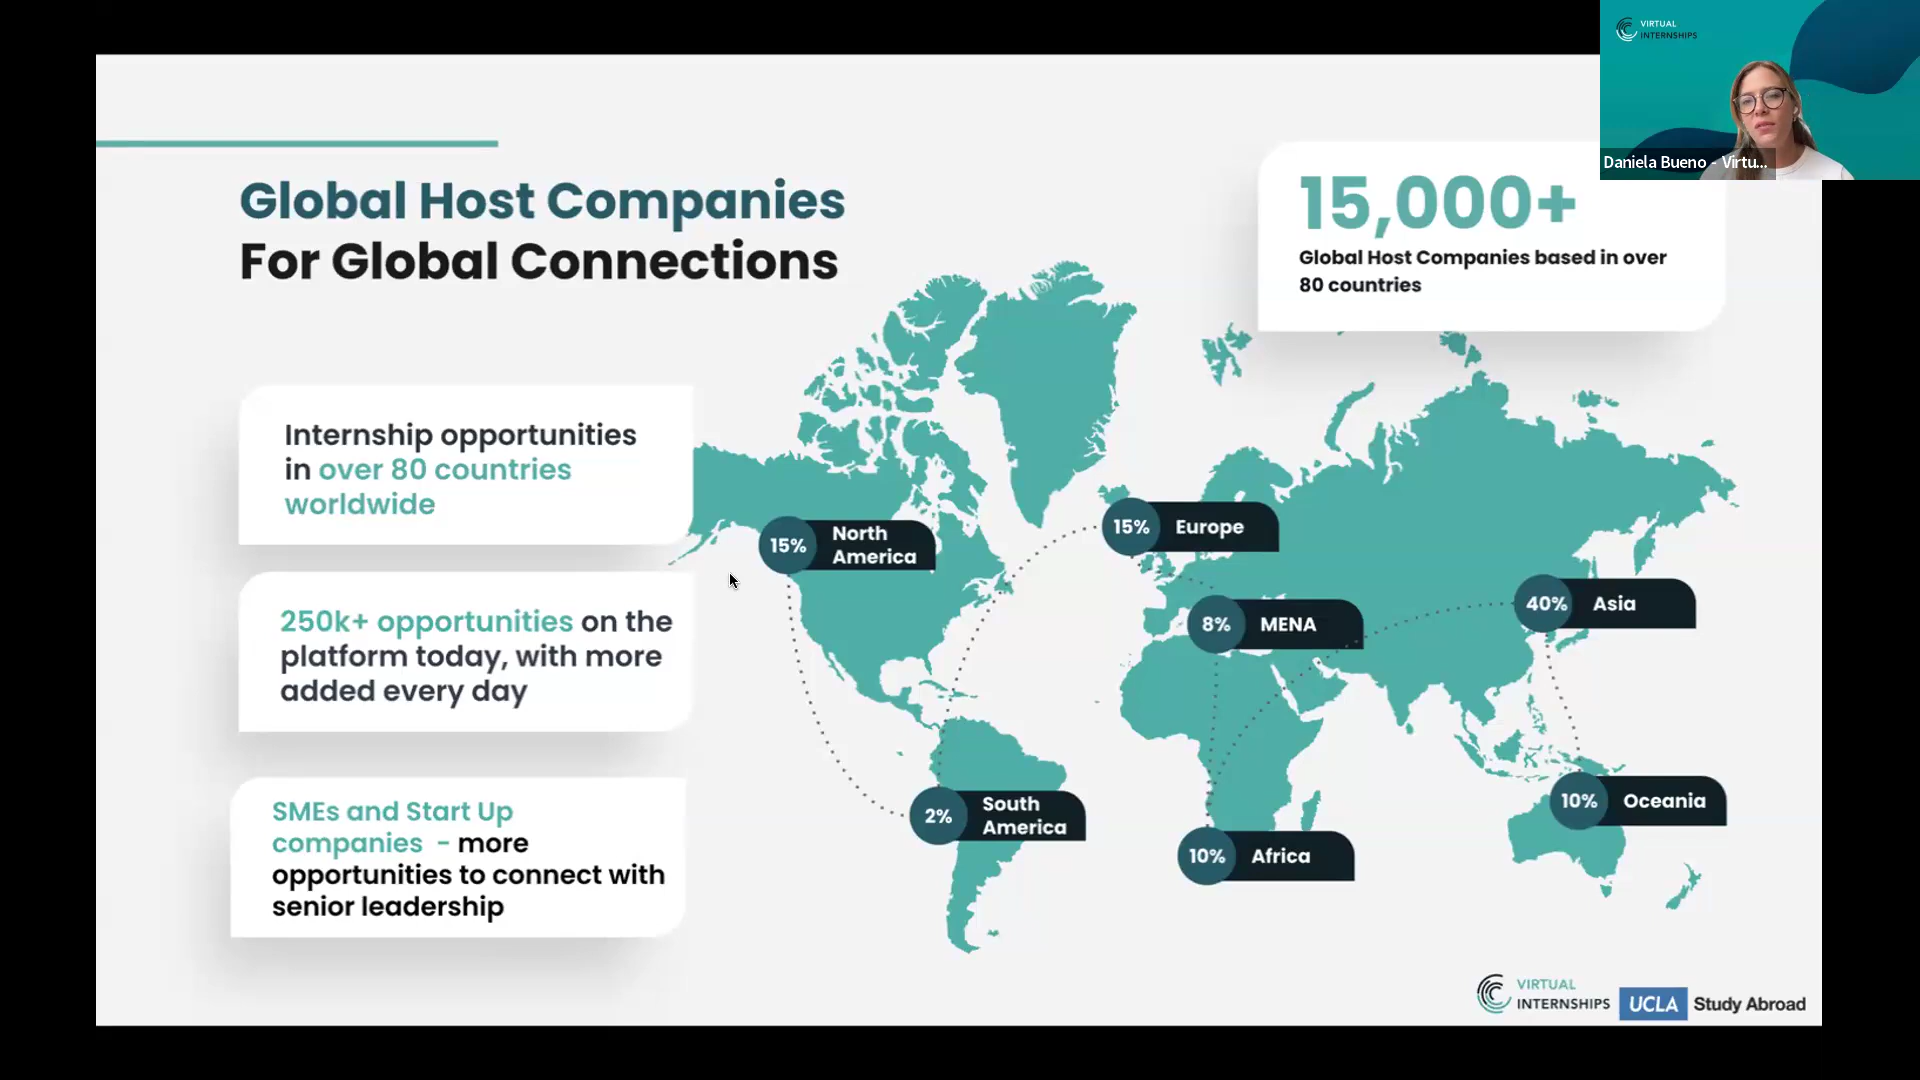 VIRTUAL
INTERNSHIPS
Daniela Bueno - Virtu...
Global Host Companies
For Global Connections
15,000+
Global Host Companies based in over
80 countries
Internship opportunities
in over 80 countries
worldwide
250k+ opportunities on the
platform today, with more
added every day
SMEs and Start Up
companies - more
opportunities to connect with
senior leadership
15%
North
America
15%
Europe
8%
MENA
40%
Asia
2%
South
America
10%
Africa
10%
Oceania
VIRTUAL
INTERNSHIPS
UCLA Study Abroad